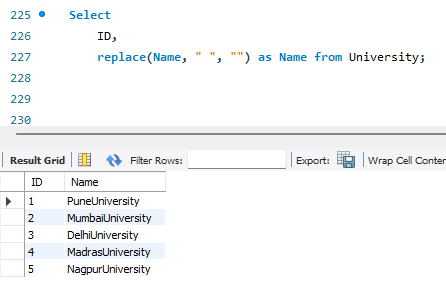 225 Select
226 ID,
227 replace(Name, " ", "") as Name from University;
228
229
230
Result Grid Filter Rows: Export: Wrap Cell Conter
ID Name
1 PuneUniversity
2 MumbaiUniversity
3 DelhiUniversity
4 MadrasUniversity
5 NagpurUniversity